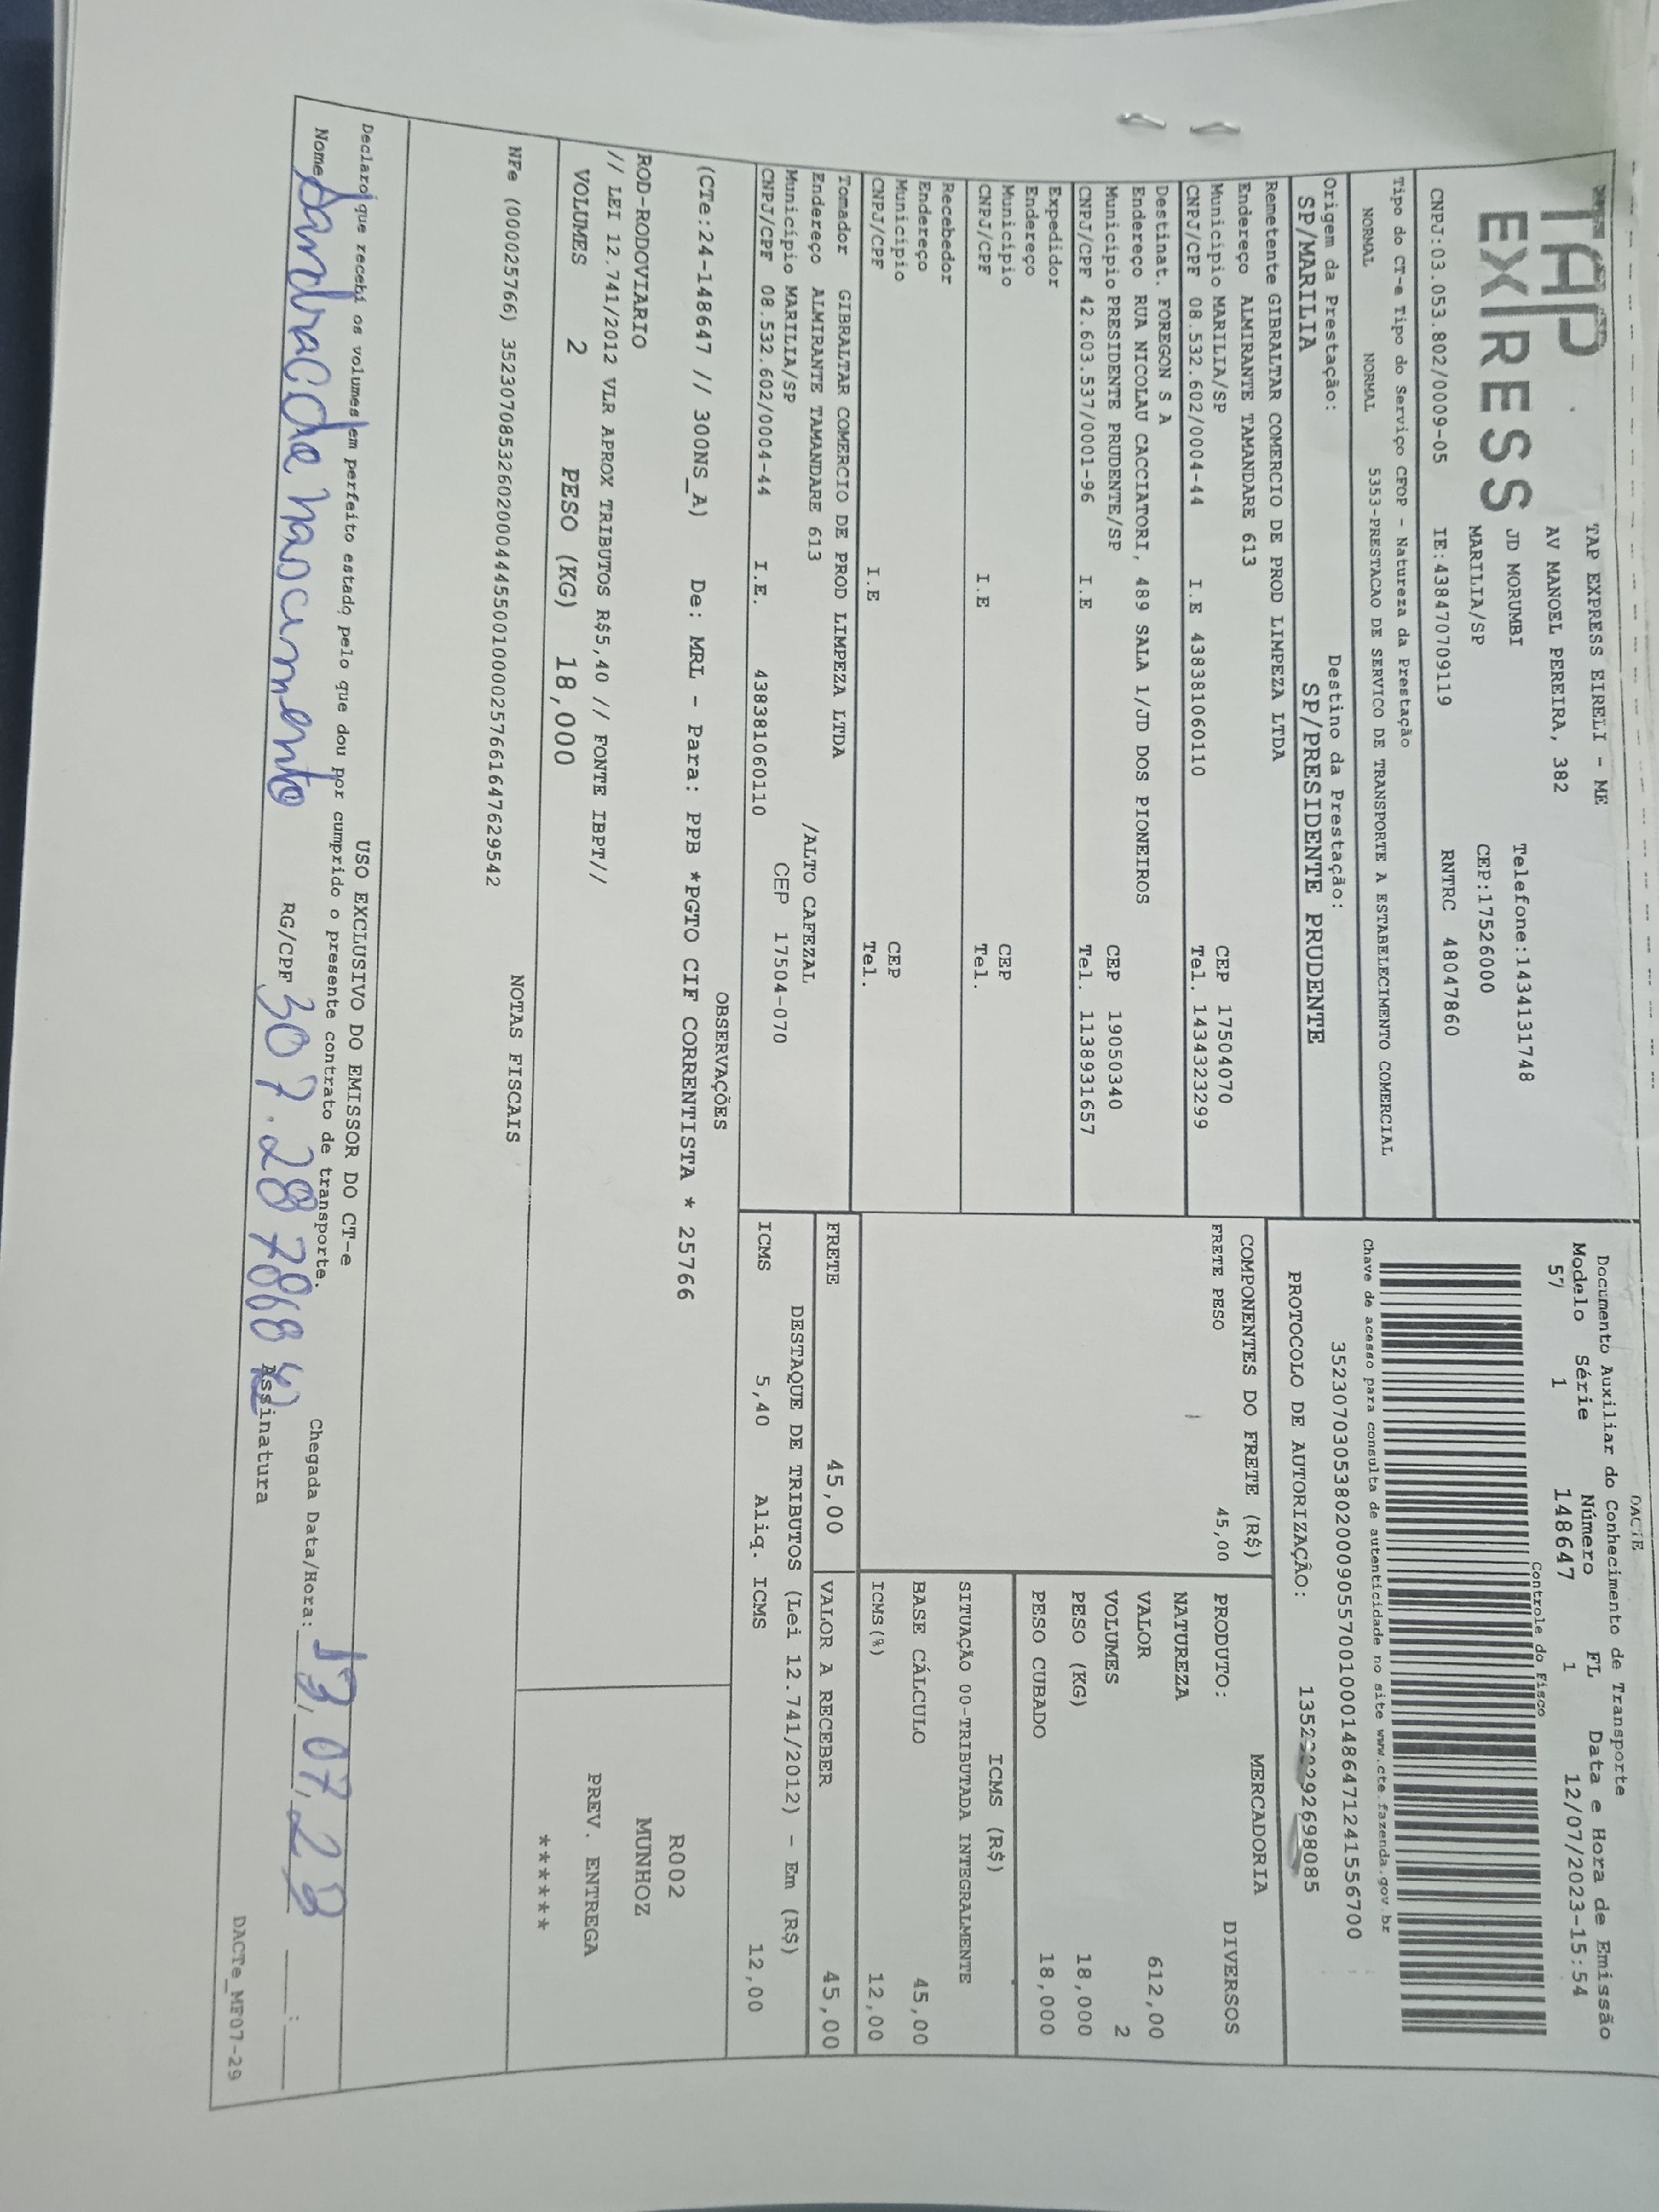 DACTE
TAP
EXPRESS
TAP EXPRESS EIRELI - ME
AV MANOEL PEREIRA, 382
JD MORUMBI
MARILIA/SP
Telefone:1434131748
CEP:17526000
CNPJ:03.053.802/0009-05 IE:438470709119 RNTRC 48047860
Documento Auxiliar do Conhecimento de Transporte
Modelo Série Número FL Data e Hora de Emissão
57 1 148647 1 12/07/2023-15:54
Controle do Fisco
Chave de acesso para consulta de autenticidade no site www.cte.fazenda.gov.br
35230703053802000905570010001486471241556700
PROTOCOLO DE AUTORIZAÇÃO:
Tipo do CT-e Tipo do Serviço CFOP - Natureza da Prestação
NORMAL NORMAL 5353-PRESTACAO DE SERVICO DE TRANSPORTE A ESTABELECIMENTO COMERCIAL
Origem da Prestação: Destino da Prestação:
SP/MARILIA SP/PRESIDENTE PRUDENTE
Remetente GIBRALTAR COMERCIO DE PROD LIMPEZA LTDA
Endereço ALMIRANTE TAMANDARE 613
Município MARILIA/SP CEP 17504070
CNPJ/CPF 08.532.602/0004-44 I.E 438381060110 Tel. 1434323299
Destinat. FOREGON S A
Endereço RUA NICOLAU CACCIATORI, 489 SALA 1/JD DOS PIONEIROS
Município PRESIDENTE PRUDENTE/SP CEP 19050340
CNPJ/CPF 42.603.537/0001-96 I.E Tel. 1138931657
Expedidor
Endereço
Município CEP
CNPJ/CPF I.E Tel.
Recebedor
Endereço
Município CEP
CNPJ/CPF I.E Tel.
Tomador GIBRALTAR COMERCIO DE PROD LIMPEZA LTDA
Endereço ALMIRANTE TAMANDARE 613 /ALTO CAFEZAL
Município MARILIA/SP CEP 17504-070
CNPJ/CPF 08.532.602/0004-44 I.E. 438381060110
COMPONENTES DO FRETE (R$)
FRETE PESO 45,00
MERCADORIA
PRODUTO: DIVERSOS
NATUREZA
VALOR 612,00
VOLUMES 2
PESO (KG) 18,000
PESO CUBADO 18,000
ICMS (R$)
SITUAÇÃO 00-TRIBUTADA INTEGRALMENTE
BASE CÁLCULO 45,00
ICMS(%) 12,00
FRETE 45,00 VALOR A RECEBER 45,00
DESTAQUE DE TRIBUTOS (Lei 12.741/2012) - Em (R$)
ICMS 5,40 Aliq. ICMS 12,00
OBSERVAÇÕES
(CTe:24-148647 // 300NS_A) De: MRL - Para: PPB *PGTO CIF CORRENTISTA * 25766
ROD-RODOVIARIO
// LEI 12.741/2012 VLR APROX TRIBUTOS R$5,40 // FONTE IBPT//
VOLUMES 2 PESO (KG) 18,000
R002
MUNHOZ
PREV. ENTREGA
******
NOTAS FISCAIS
NFe (000025766) 35230708532602000444550010000257661647629542
USO EXCLUSIVO DO EMISSOR DO CT-e
Declaro que recebi os volumes em perfeito estado pelo que dou por cumprido o presente contrato de transporte.
Nome Sandra C de nascimento RG/CPF Assinatura Chegada Data/Hora: 13,07,23 :
DACTe_MF07-29